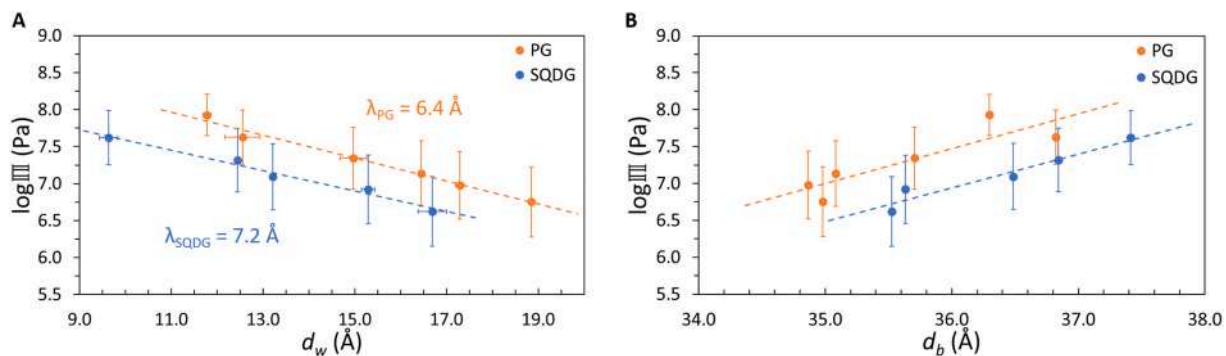 A
9.0
8.5
8.0
7.5
7.0
6.5
6.0
5.5
logℿ (Pa)
PG
SQDG
λPG = 6.4 Å
λSQDG = 7.2 Å
9.0 11.0 13.0 15.0 17.0 19.0
dw (Å)
B
9.0
8.5
8.0
7.5
7.0
6.5
6.0
5.5
logℿ (Pa)
PG
SQDG
34.0 35.0 36.0 37.0 38.0
db (Å)